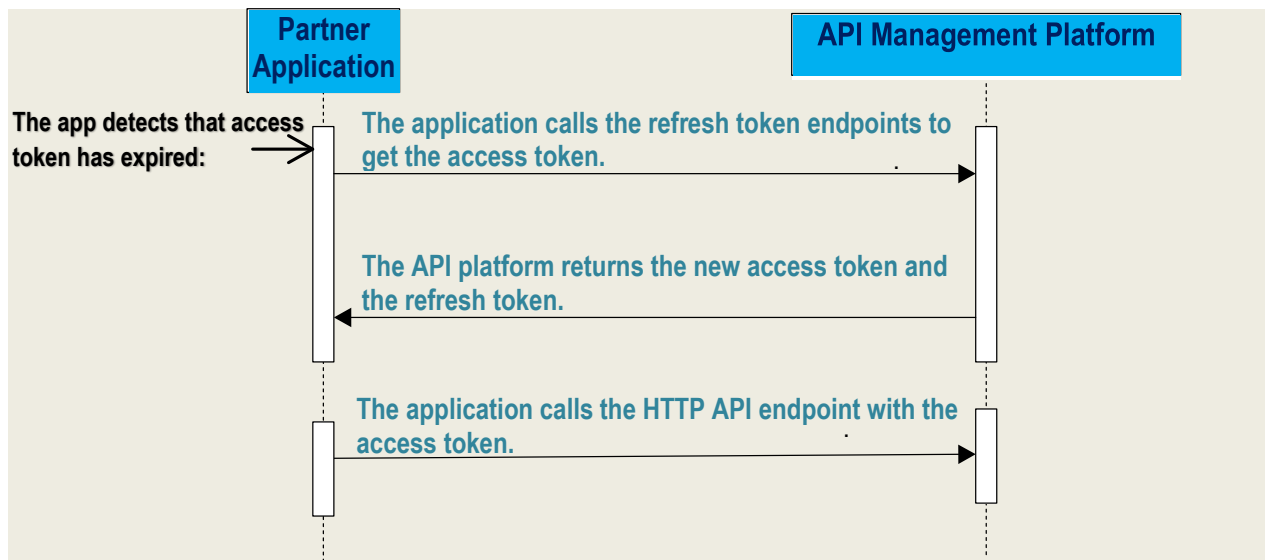 Partner
Application
API Management Platform
The app detects that access
token has expired:
The application calls the refresh token endpoints to
get the access token.
The API platform returns the new access token and
the refresh token.
The application calls the HTTP API endpoint with the
access token.